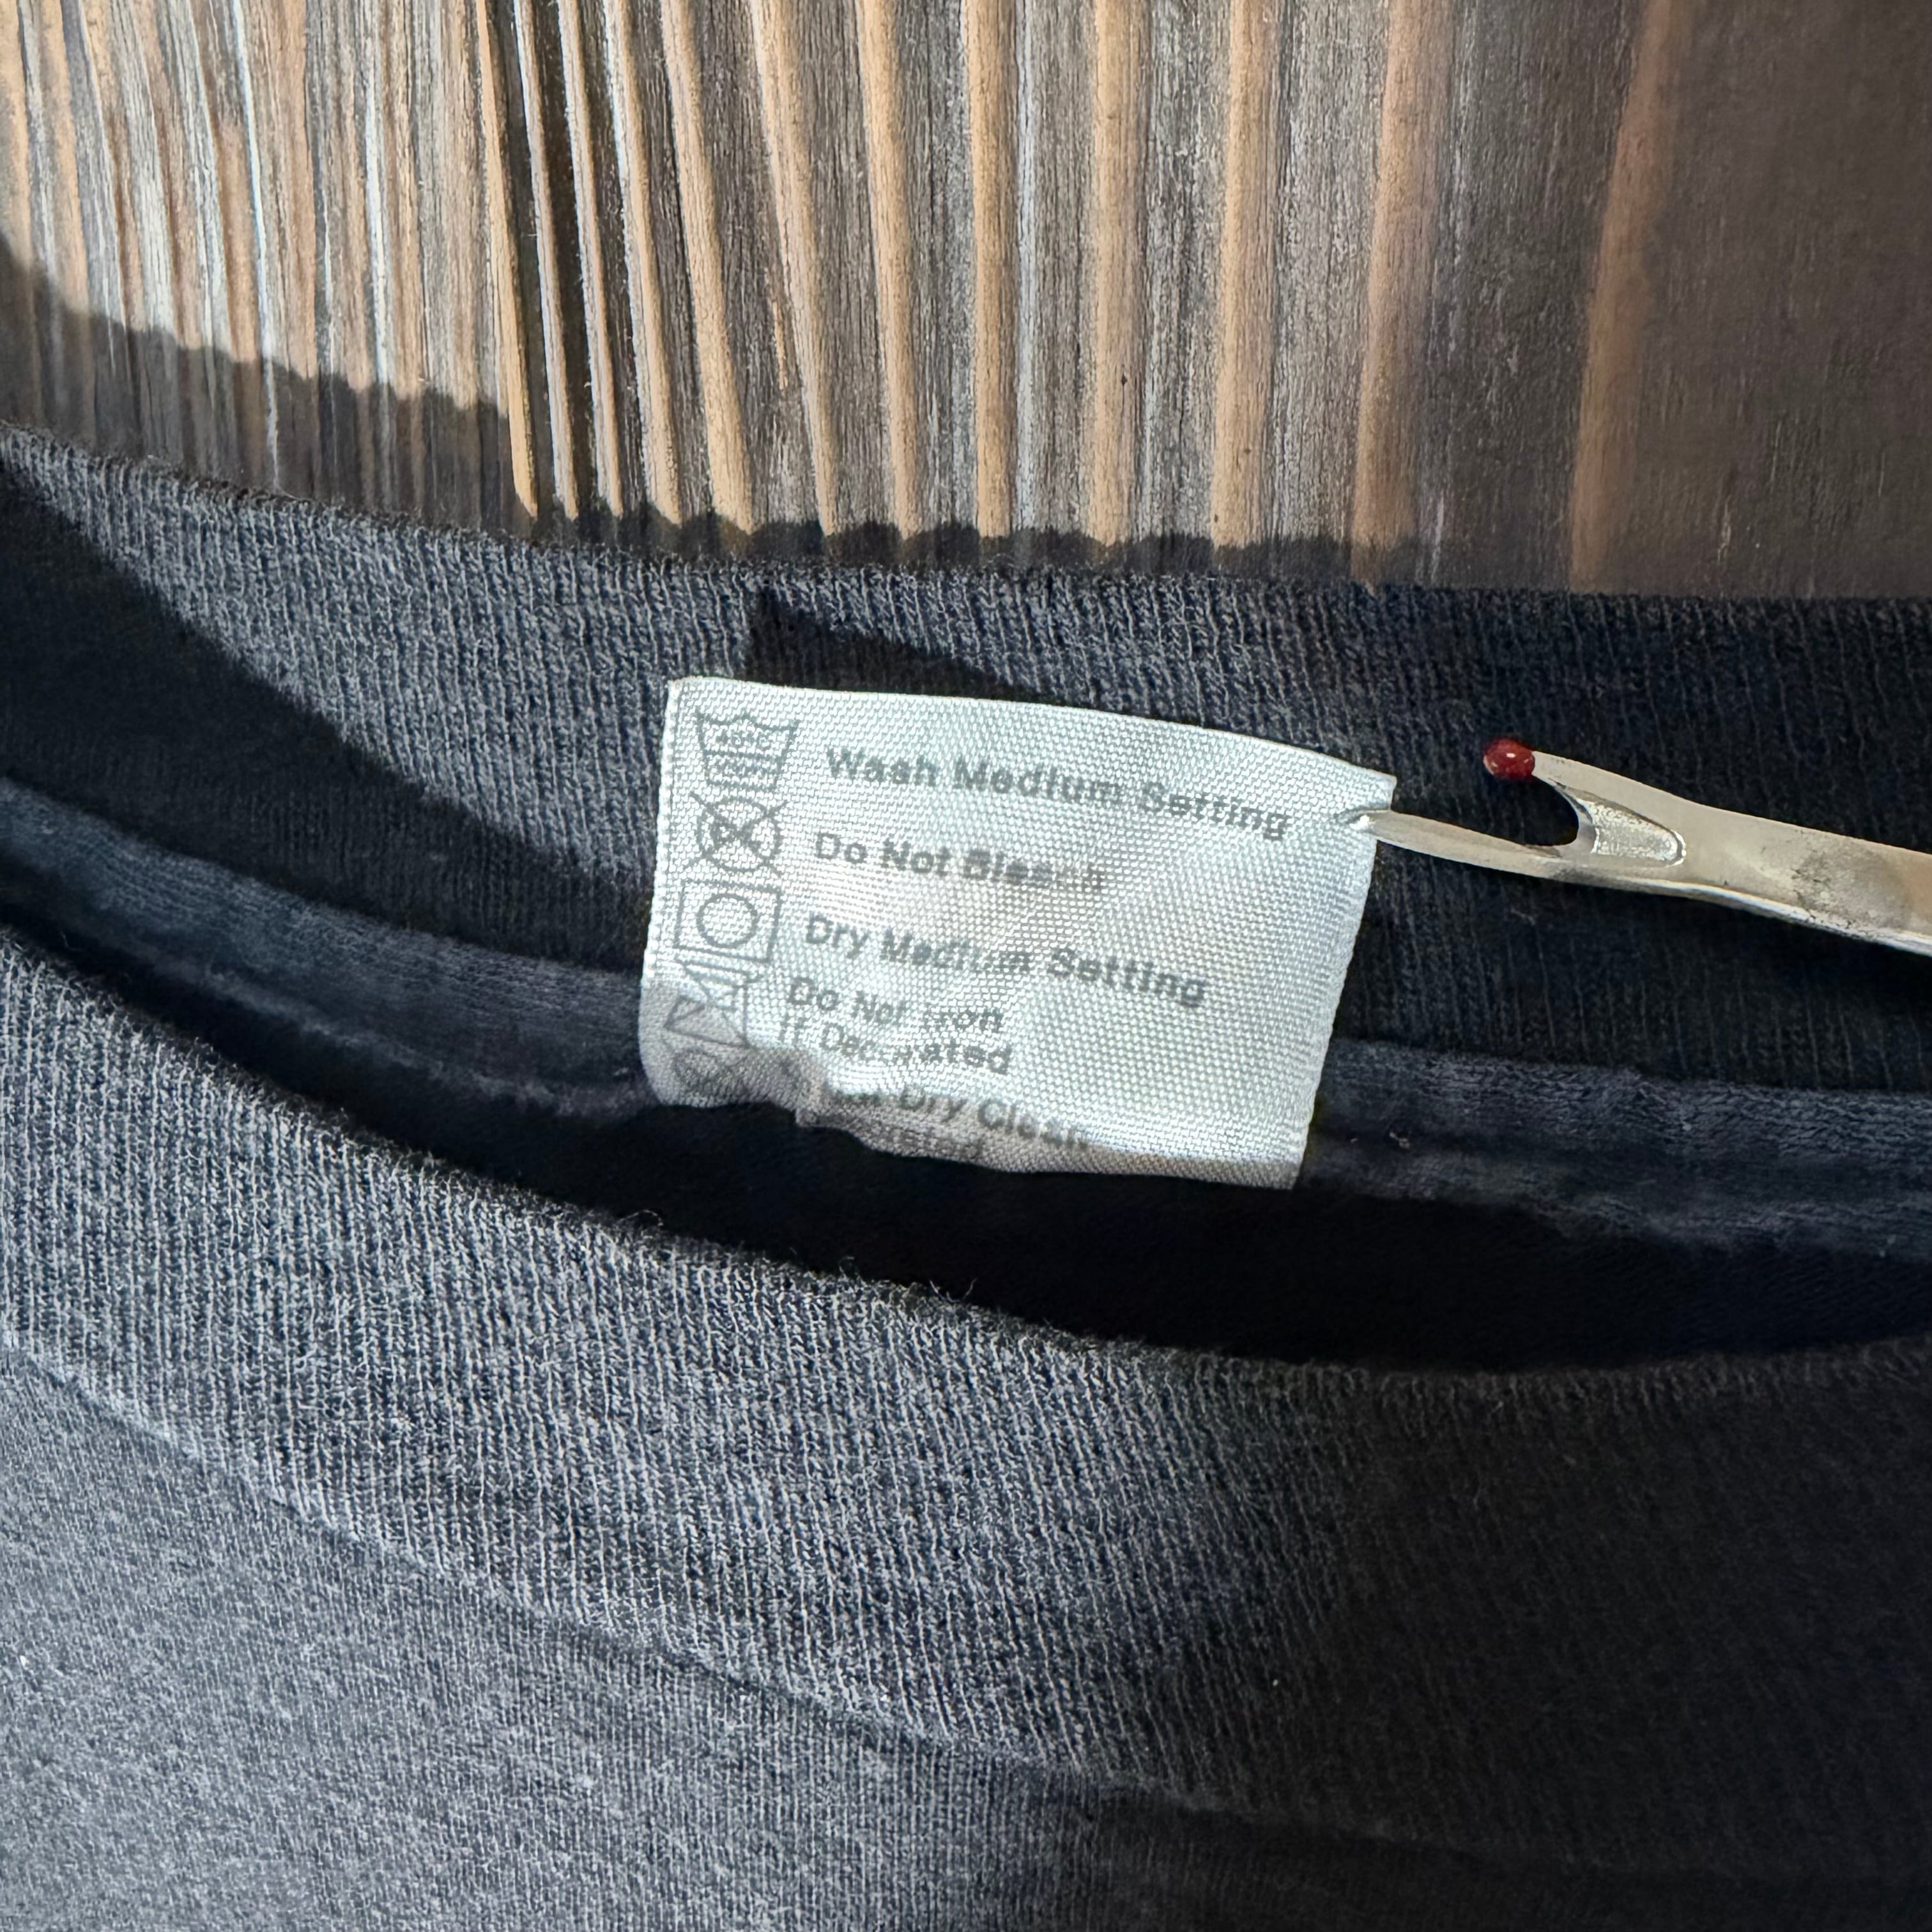 Wash Medium Setting
Do Not Bleach
Dry Medium Setting
Do Not Iron
If Decorated
Dry Clean